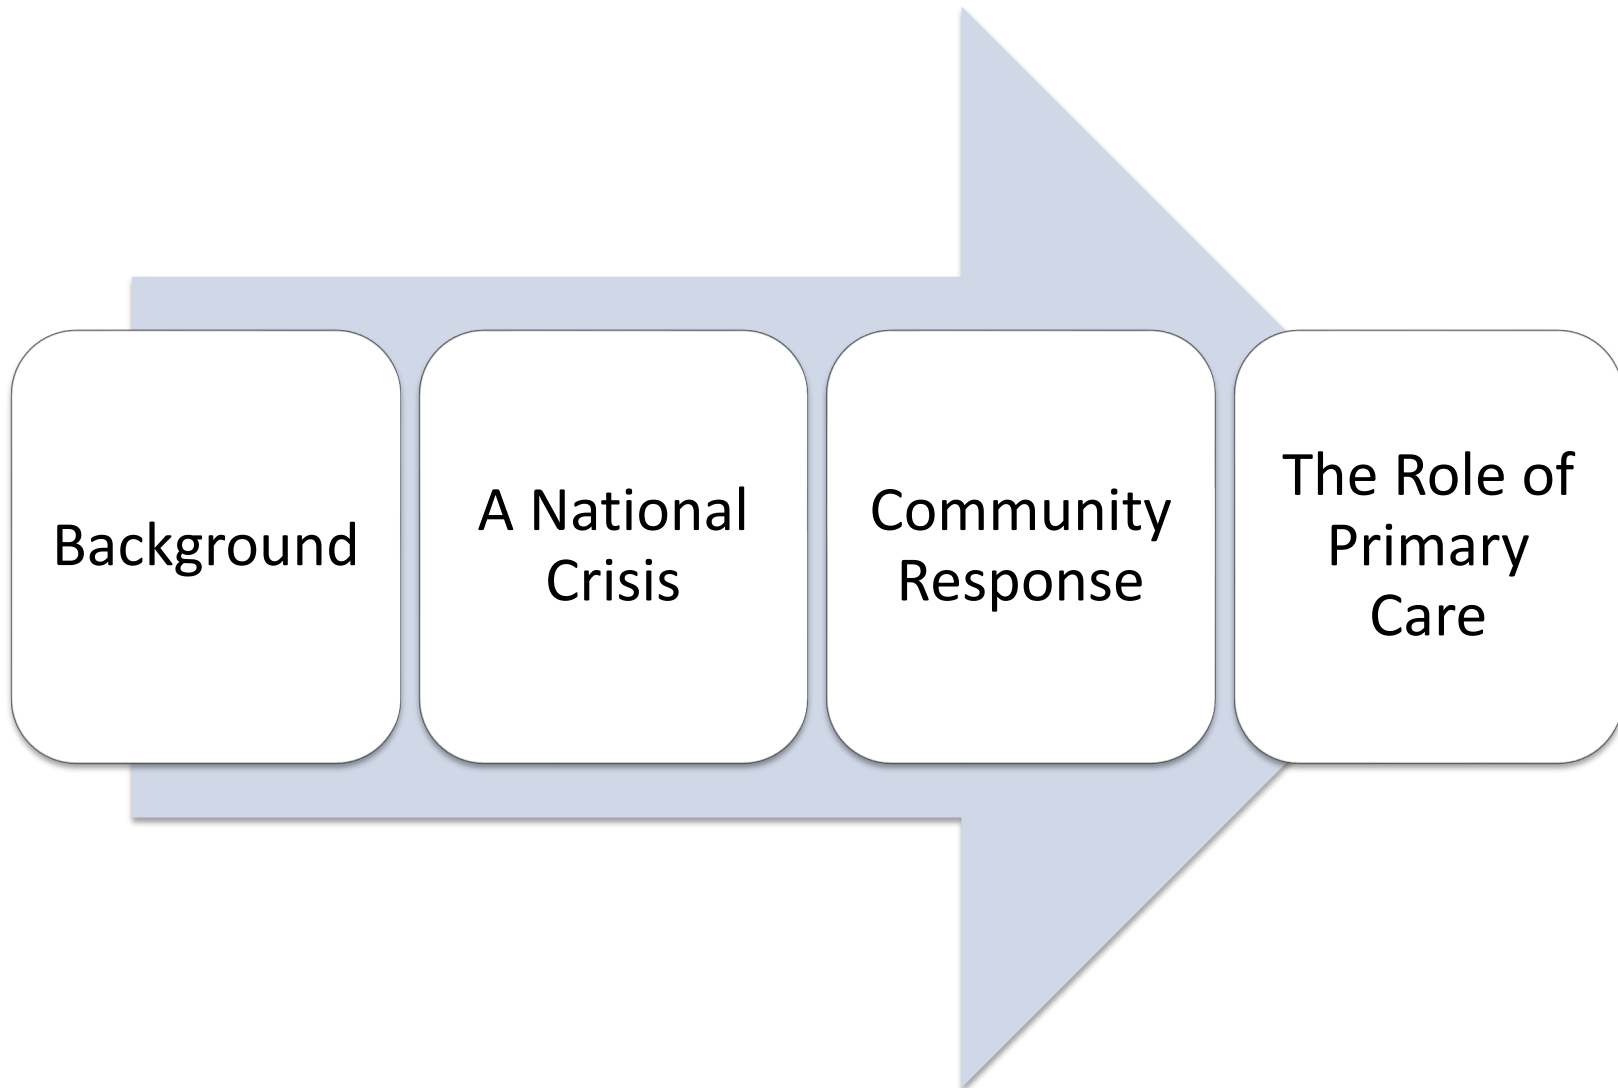 Background
A National
Crisis
Community
Response
The Role of
Primary
Care